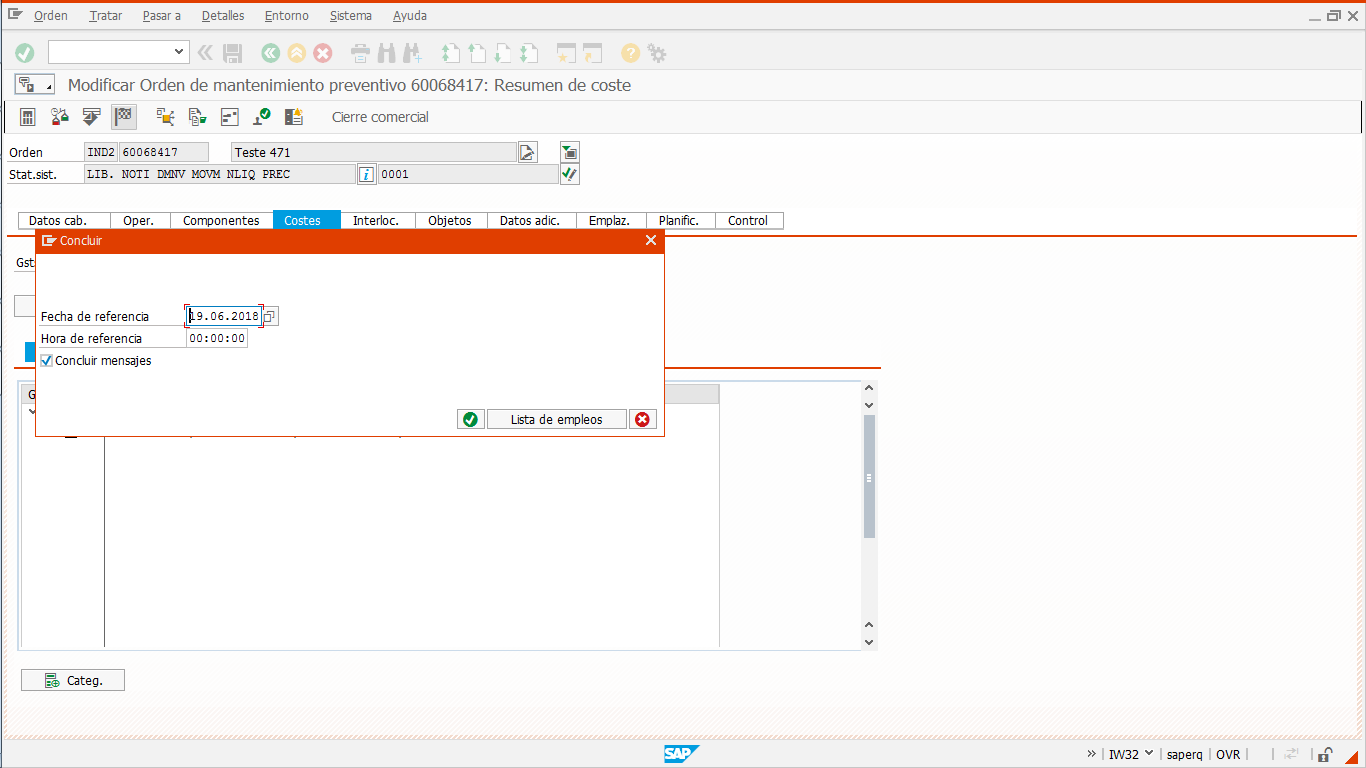 Orden Tratar Pasar a Detalles Entorno Sistema Ayuda
Modificar Orden de mantenimiento preventivo 60068417: Resumen de coste
Cierre comercial
Orden IND2 60068417 Teste 471
Stat.sist. LIB. NOTI DMNV MOVM NLIQ PREC 0001
Datos cab. Oper. Componentes Costes Interloc. Objetos Datos adic. Emplaz. Planific. Control
Concluir
Gst
Fecha de referencia 19.06.2018
Hora de referencia 00:00:00
Concluir mensajes
G
Lista de empleos
Categ.
SAP
IW32 saperq OVR